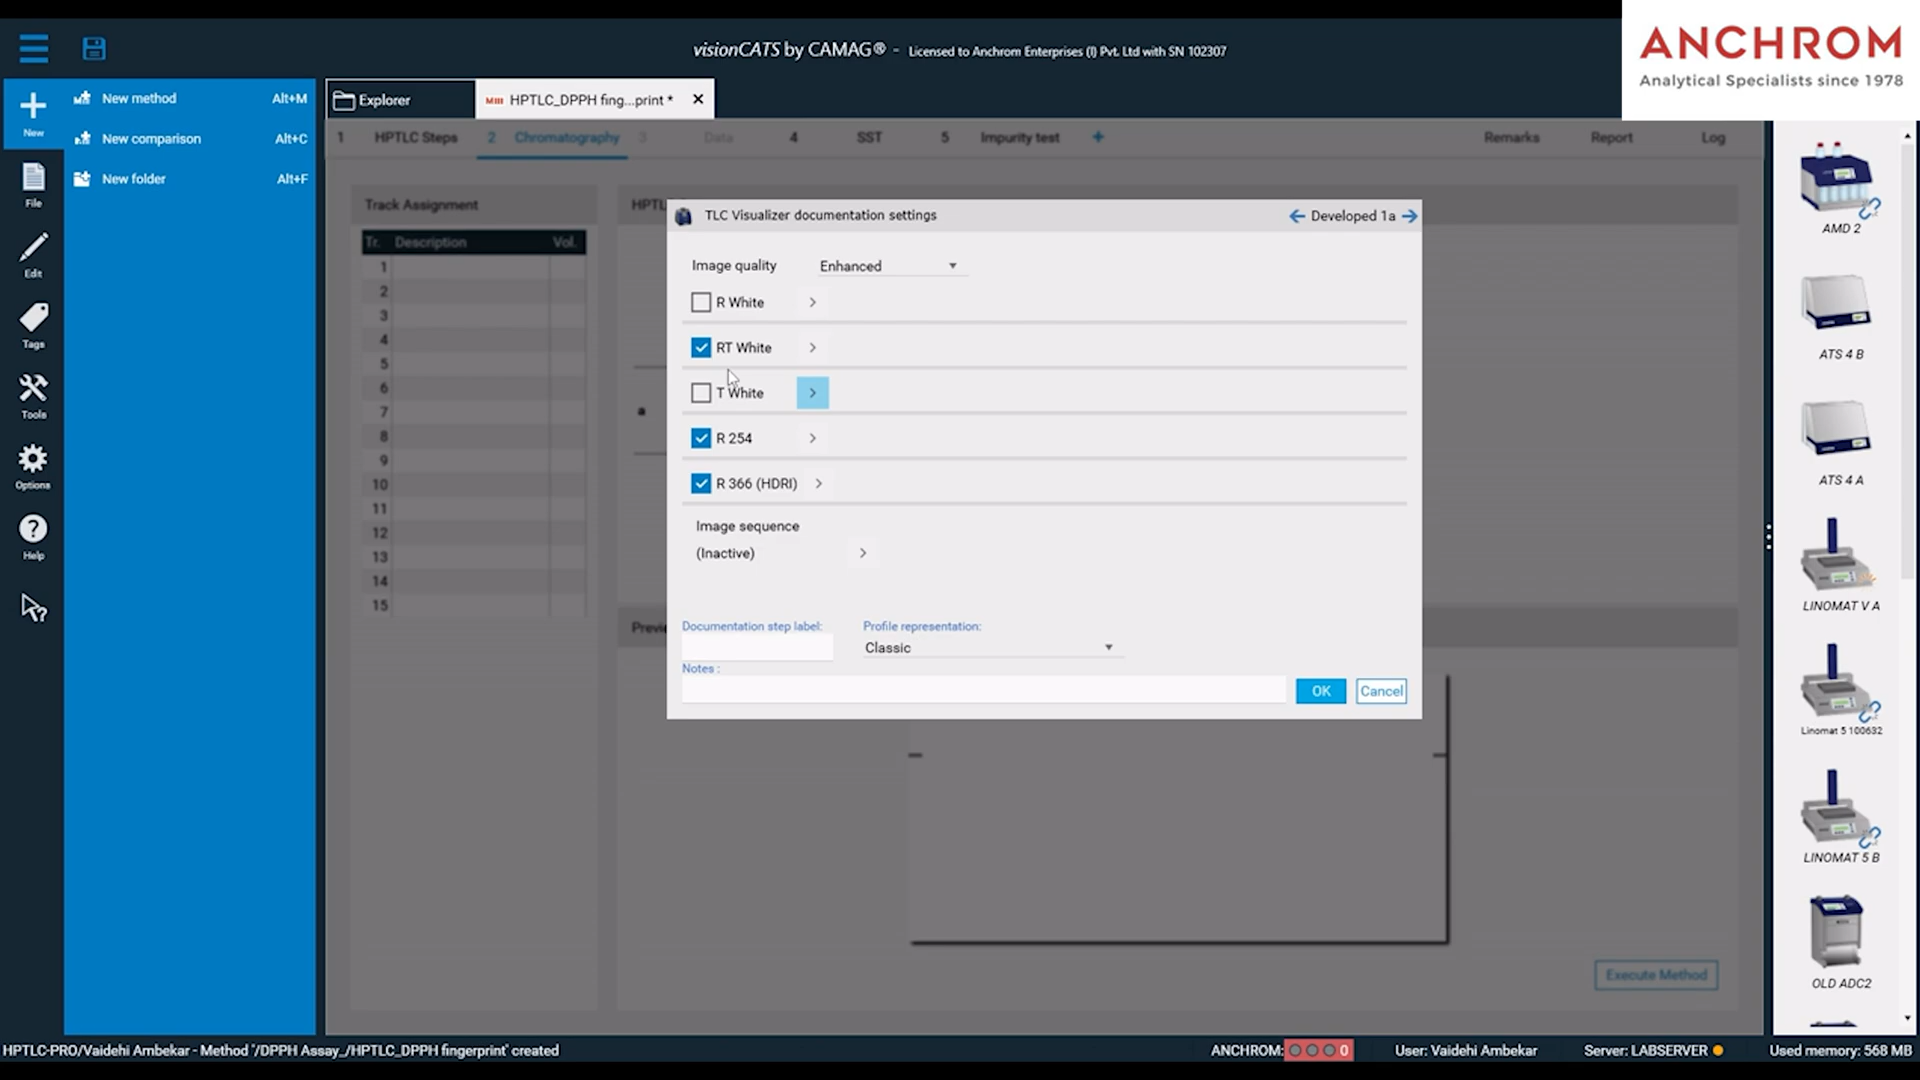 visionCATS by CAMAG® - Licensed to Anchrom Enterprises (I) Pvt. Ltd with SN 102307
ANCHROM
Analytical Specialists since 1978
New
New method Alt+M
New comparison Alt+C
New folder Alt+F
File
Edit
Tags
Tools
Options
Help
Explorer
HPTLC_DPPH fing...print *
1 HPTLC Steps
2 Chromatography
3 Data
4 SST
5 Impurity test
Remarks
Report
Log
Track Assignment
Tr. Description Vol.
1
2
3
4
5
6
7
8
9
10
11
12
13
14
15
HPTL
a
TLC Visualizer documentation settings
Developed 1a
Image quality Enhanced
R White
RT White
T White
R 254
R 366 (HDRI)
Image sequence
(Inactive)
Documentation step label:
Profile representation:
Classic
Notes :
OK
Cancel
Previe
Execute Method
AMD 2
ATS 4 B
ATS 4 A
LINOMAT V A
Linomat 5 100632
LINOMAT 5 B
OLD ADC2
HPTLC-PRO/Vaidehi Ambekar - Method '/DPPH Assay_/HPTLC_DPPH fingerprint' created
ANCHROM: 0
User: Vaidehi Ambekar
Server: LABSERVER
Used memory: 568 MB